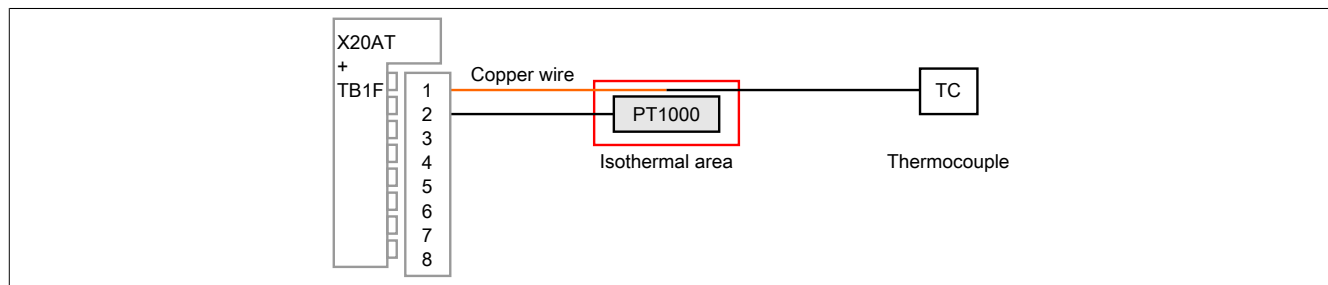 X20AT
+
TB1F
1
2
3
4
5
6
7
8
Copper wire
PT1000
Isothermal area
TC
Thermocouple